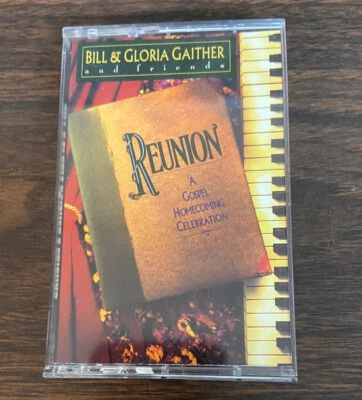 BILL & GLORIA GAITHER
and friends
REUNION
A
GOSPEL
HOMECOMING
CELEBRATION